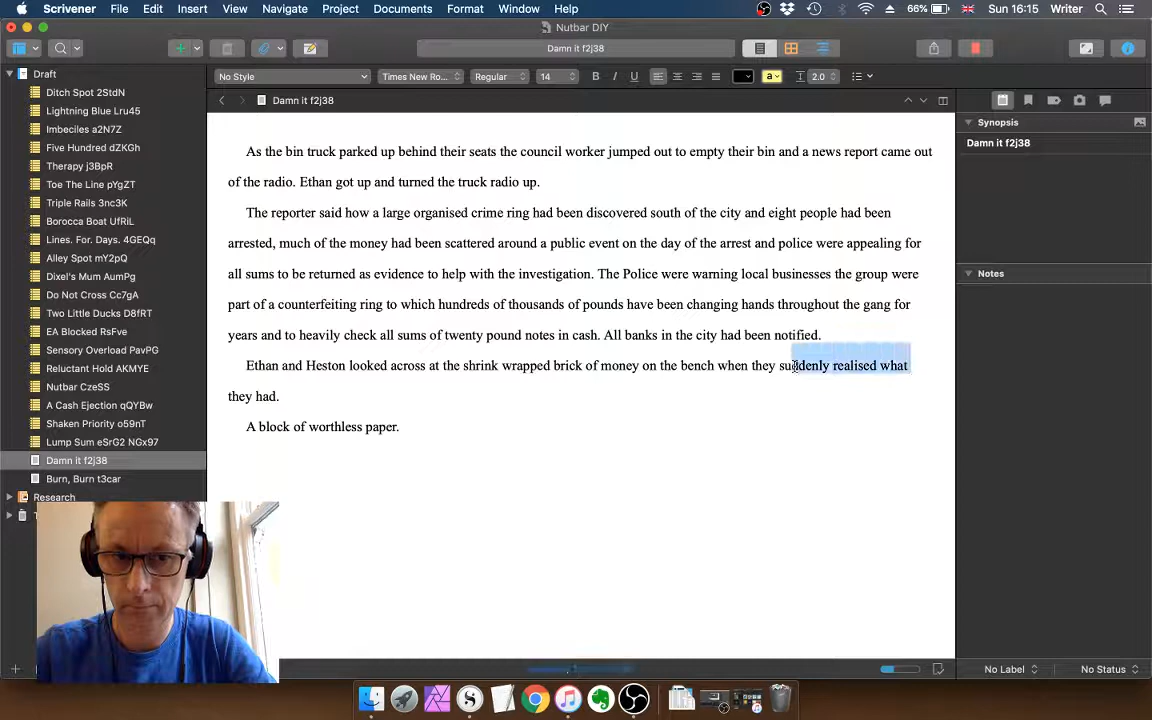 Scrivener File Edit Insert View Navigate Project Documents Format Window Help 66% Sun 16:15 Writer
Nutbar DIY
Damn it f2j38
No Style Times New Ro... Regular 14 B I U a 2.0
Damn it f2j38
Draft
Ditch Spot 2StdN
Lightning Blue Lru45
Imbeciles a2N7Z
Five Hundred dZKGh
Therapy j3BpR
Toe The Line pYgZT
Triple Rails 3nc3K
Borocca Boat UfRiL
Lines. For. Days. 4GEQq
Alley Spot mY2pQ
Dixel's Mum AumPg
Do Not Cross Cc7gA
Two Little Ducks D8fRT
EA Blocked RsFve
Sensory Overload PavPG
Reluctant Hold AKMYE
Nutbar CzeSS
A Cash Ejection qQYBw
Shaken Priority o59nT
Lump Sum eSrG2 NGx97
Damn it f2j38
Burn, Burn t3car
Research
As the bin truck parked up behind their seats the council worker jumped out to empty their bin and a news report came out
of the radio. Ethan got up and turned the truck radio up.
The reporter said how a large organised crime ring had been discovered south of the city and eight people had been
arrested, much of the money had been scattered around a public event on the day of the arrest and police were appealing for
all sums to be returned as evidence to help with the investigation. The Police were warning local businesses the group were
part of a counterfeiting ring to which hundreds of thousands of pounds have been changing hands throughout the gang for
years and to heavily check all sums of twenty pound notes in cash. All banks in the city had been notified.
Ethan and Heston looked across at the shrink wrapped brick of money on the bench when they suddenly realised what
they had.
A block of worthless paper.
Synopsis
Damn it f2j38
Notes
No Label
No Status